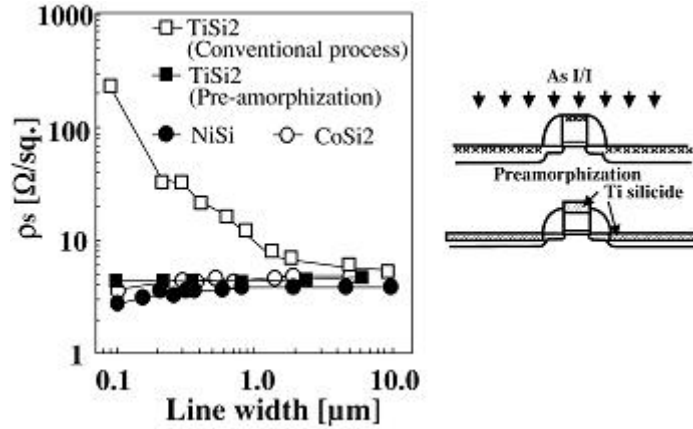 1000
100
10
1
ρs [Ω/sq.]
TiSi2
(Conventional process)
TiSi2
(Pre-amorphization)
NiSi CoSi2
0.1 1.0 10.0
Line width [μm]
As I/I
Preamorphization
Ti silicide